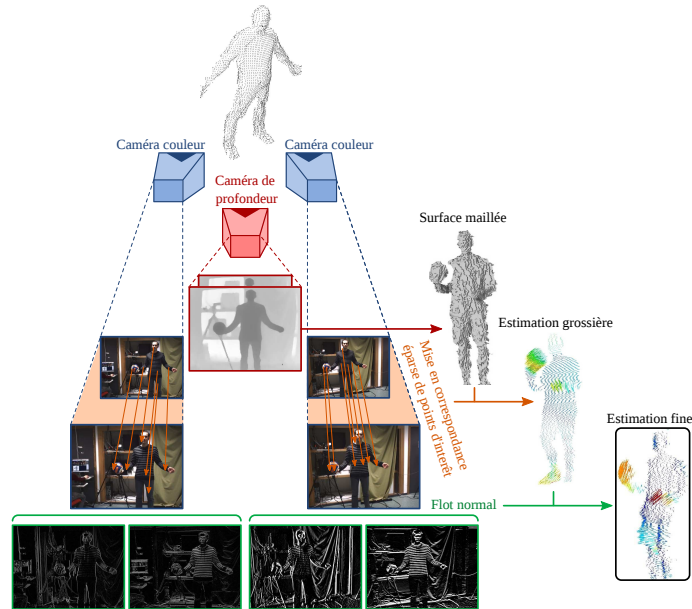 Caméra couleur
Caméra couleur
Caméra de
profondeur
Surface maillée
Estimation grossière
Mise en correspondance
éparse de points d'interêt
Estimation fine
Flot normal